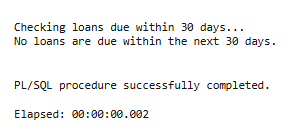 Checking loans due within 30 days...
No loans are due within the next 30 days.
PL/SQL procedure successfully completed.
Elapsed: 00:00:00.002